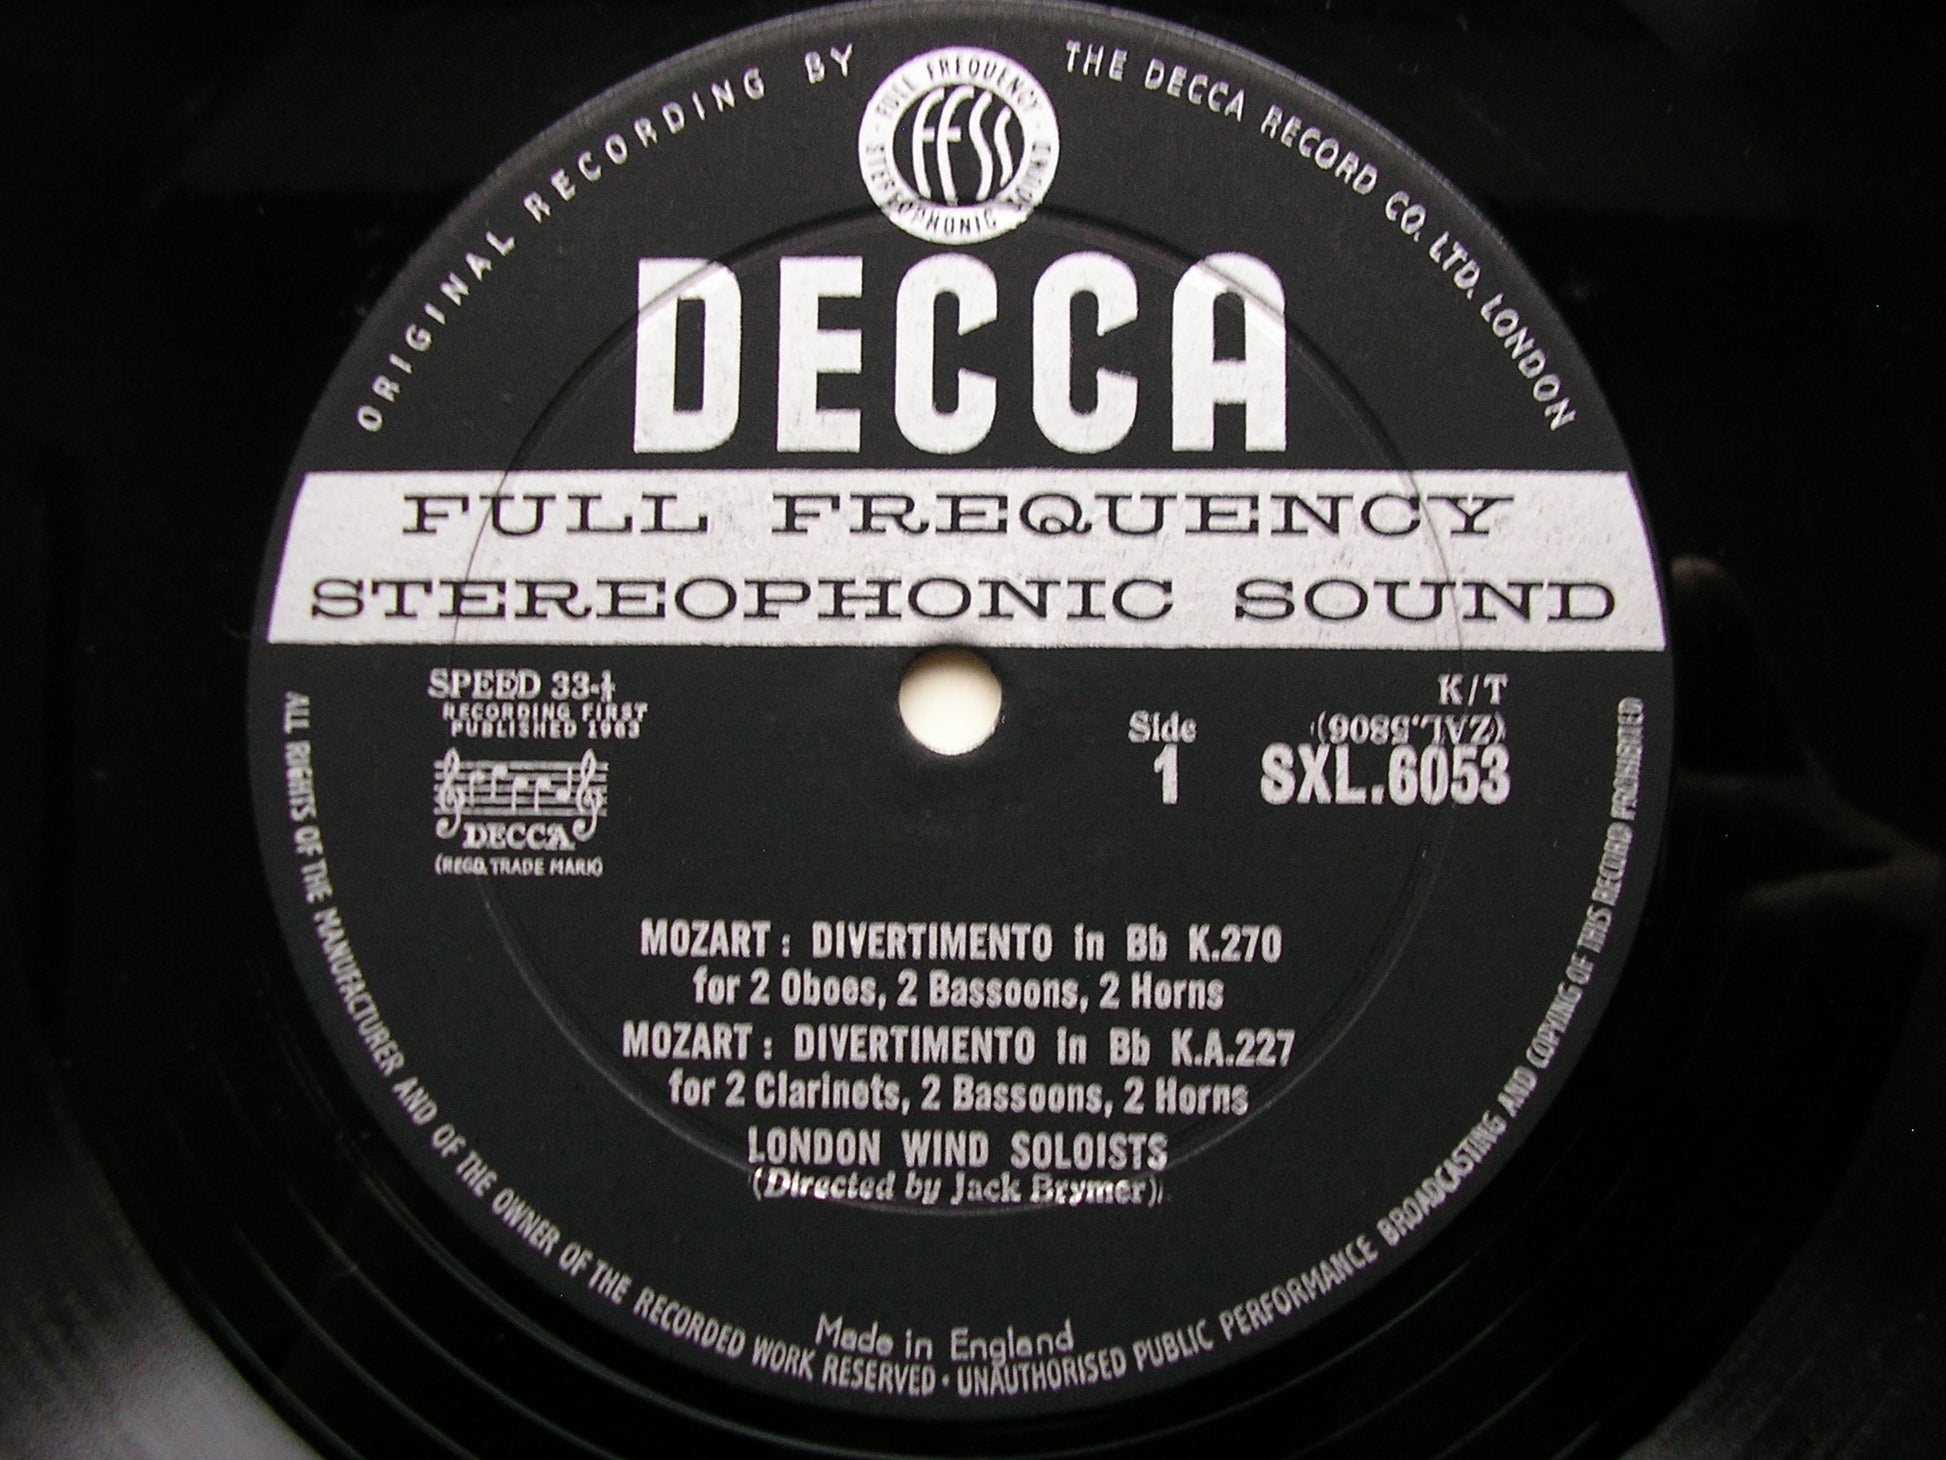 ORIGINAL RECORDING BY THE DECCA RECORD CO. LTD. LONDON
FULL FREQUENCY STEREOPHONIC SOUND
FFSS
DECCA
FULL FREQUENCY
STEREOPHONIC SOUND
SPEED 33-⅓
RECORDING FIRST
PUBLISHED 1963
DECCA
(REGD. TRADE MARK)
K/T
Side
(ZAL.5806)
1
SXL.6053
MOZART : DIVERTIMENTO in Bb K.270
for 2 Oboes, 2 Bassoons, 2 Horns
MOZART : DIVERTIMENTO in Bb K.A.227
for 2 Clarinets, 2 Bassoons, 2 Horns
LONDON WIND SOLOISTS
(Directed by Jack Brymer)
Made in England
ALL RIGHTS OF THE MANUFACTURER AND OF THE OWNER OF THE RECORDED WORK RESERVED · UNAUTHORISED PUBLIC PERFORMANCE BROADCASTING AND COPYING OF THIS RECORD PROHIBITED